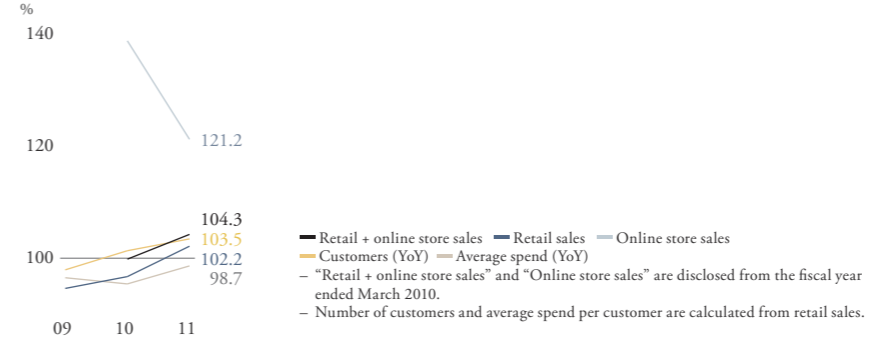 %
140
120
100
121.2
104.3
103.5
102.2
98.7
09 10 11
Retail + online store sales Retail sales Online store sales
Customers (YoY) Average spend (YoY)
– “Retail + online store sales” and “Online store sales” are disclosed from the fiscal year
ended March 2010.
– Number of customers and average spend per customer are calculated from retail sales.